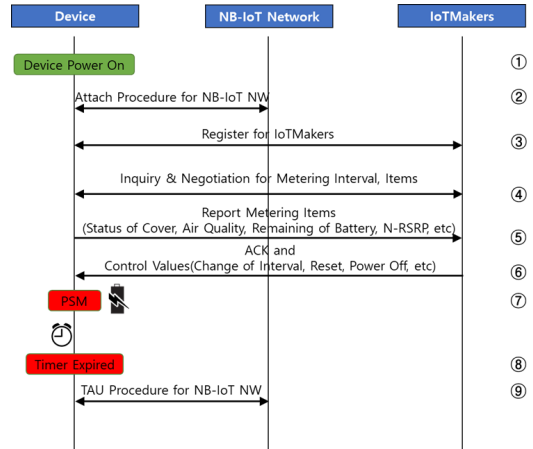 Device
NB-IoT Network
IoTMakers
Device Power On
①
Attach Procedure for NB-IoT NW
②
Register for IoTMakers
③
Inquiry & Negotiation for Metering Interval, Items
④
Report Metering Items
(Status of Cover, Air Quality, Remaining of Battery, N-RSRP, etc)
⑤
ACK and
Control Values(Change of Interval, Reset, Power Off, etc)
⑥
PSM
⑦
Timer Expired
⑧
TAU Procedure for NB-IoT NW
⑨